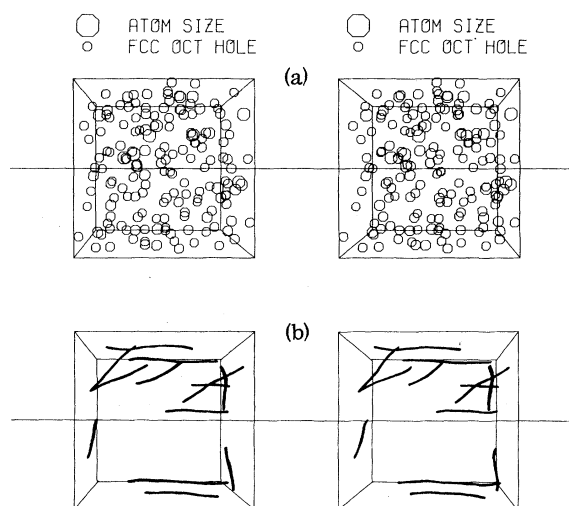 ATOM SIZE ATOM SIZE
FCC OCT HOLE FCC OCT HOLE
(a)
(b)